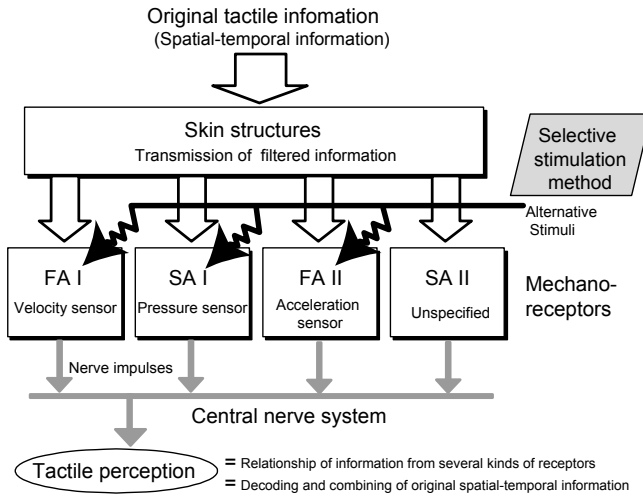 Original tactile infomation
(Spatial-temporal information)
Skin structures
Transmission of filtered information
Selective
stimulation
method
Alternative
Stimuli
FA I
Velocity sensor
SA I
Pressure sensor
FA II
Acceleration
sensor
SA II
Unspecified
Mechano-
receptors
Nerve impulses
Central nerve system
Tactile perception
= Relationship of information from several kinds of receptors
= Decoding and combining of original spatial-temporal information